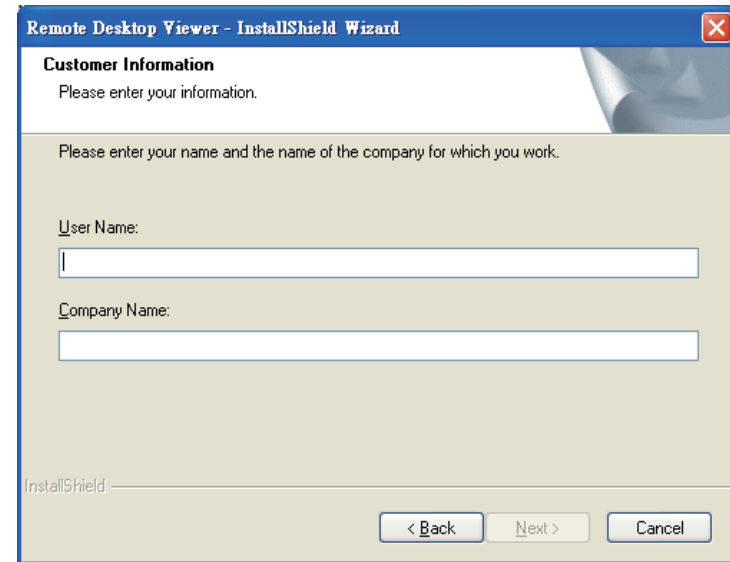 Remote Desktop Viewer - InstallShield Wizard
Customer Information
Please enter your information.
Please enter your name and the name of the company for which you work.
User Name:
Company Name:
InstallShield
< Back
Next >
Cancel